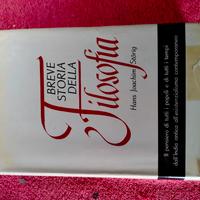 BREVE
STORIA
DELLA
Filosofia
Hans Joachim Störig
Il pensiero di tutti i popoli e di tutti i tempi
dall'India antica all'esistenzialismo contemporaneo